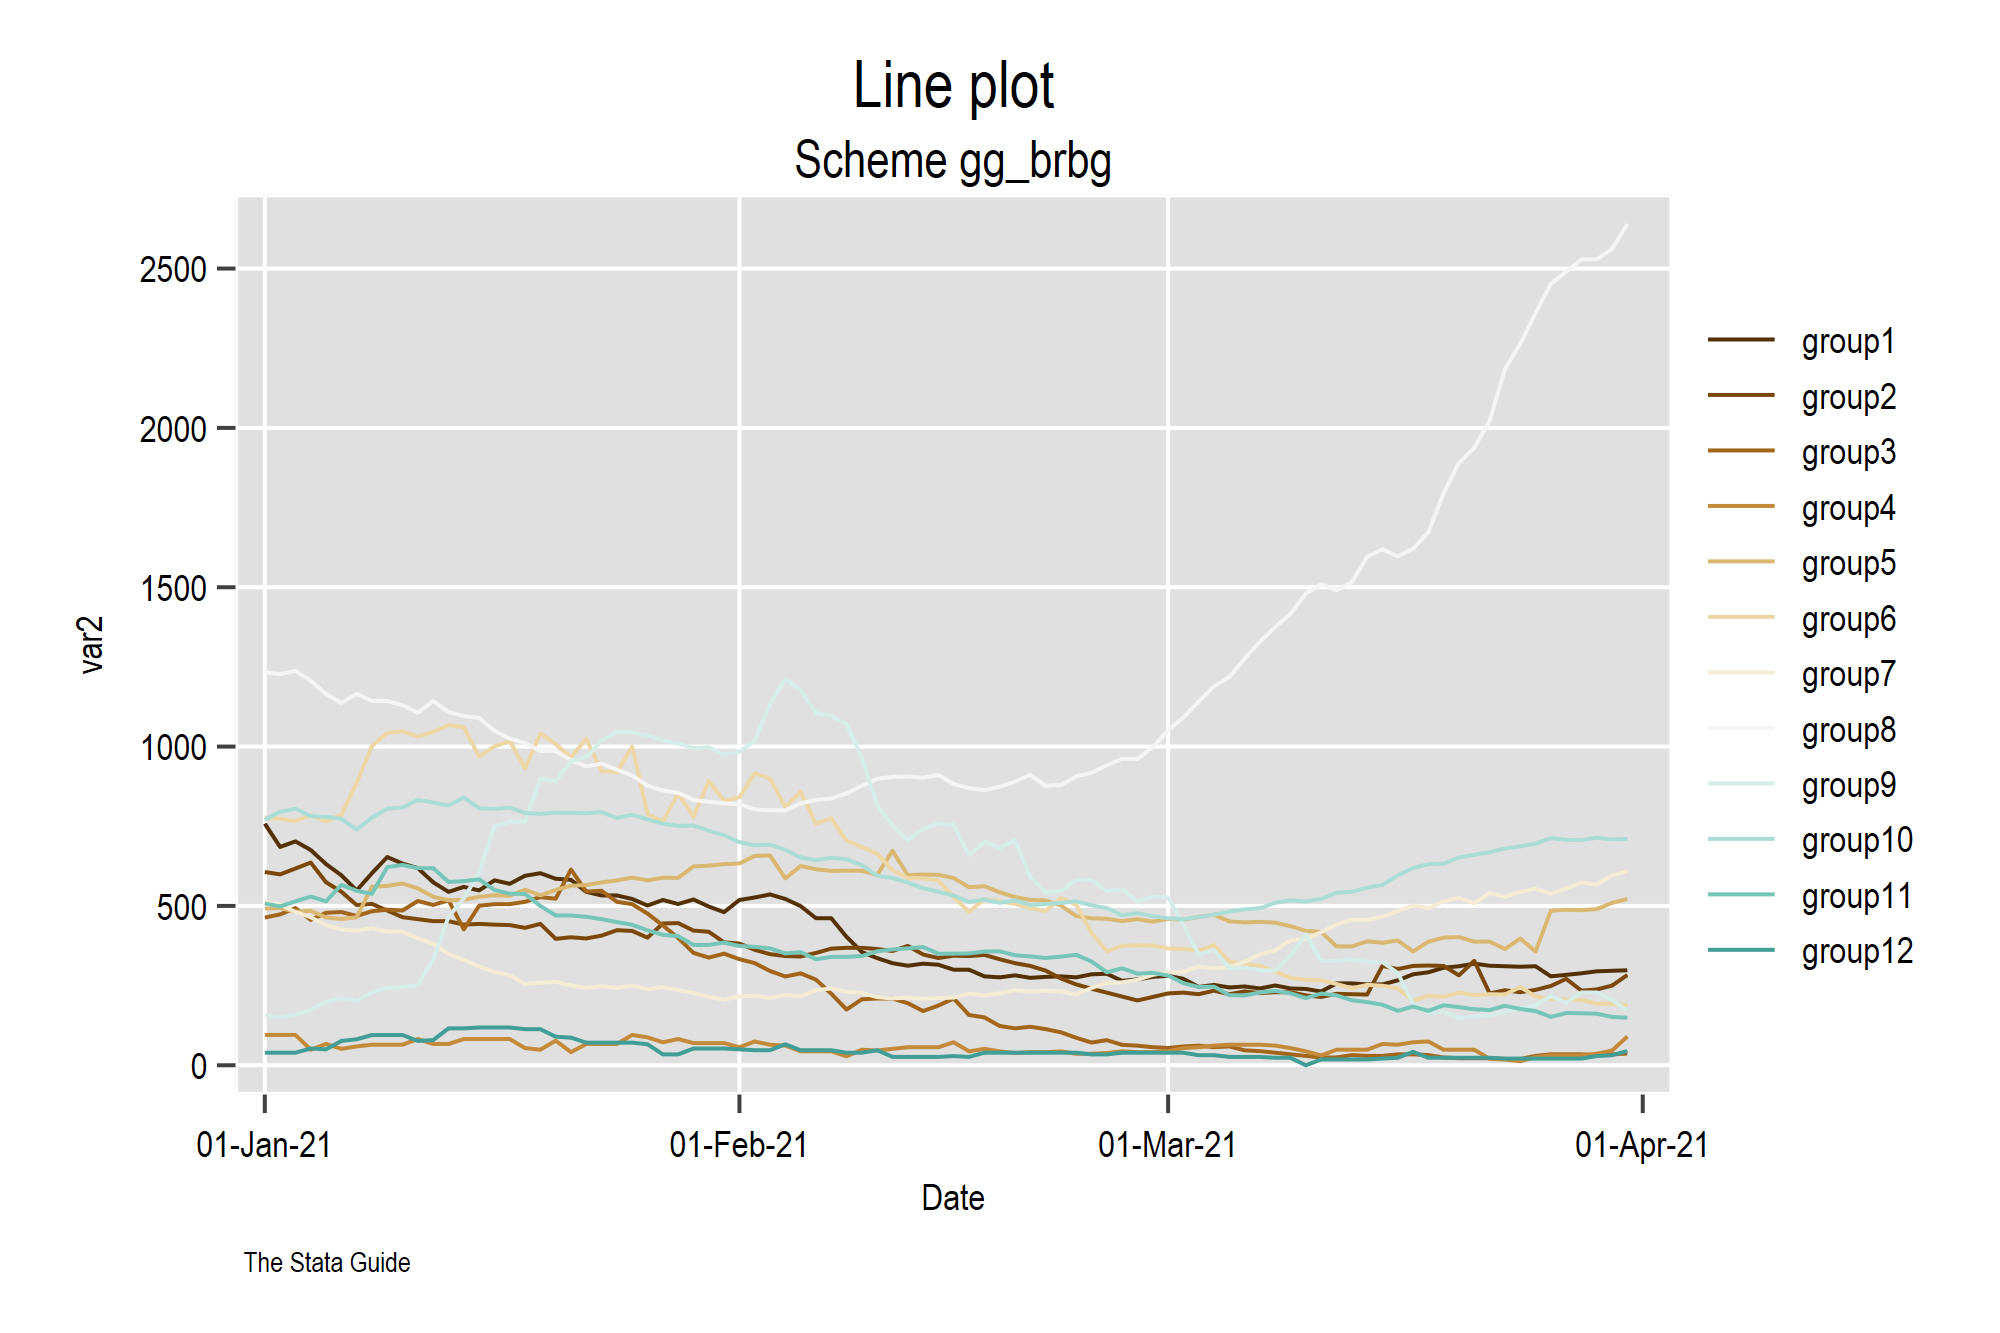 Line plot
Scheme gg_brbg
2500
2000
1500
1000
500
0
var2
01-Jan-21
01-Feb-21
01-Mar-21
01-Apr-21
Date
group1
group2
group3
group4
group5
group6
group7
group8
group9
group10
group11
group12
The Stata Guide